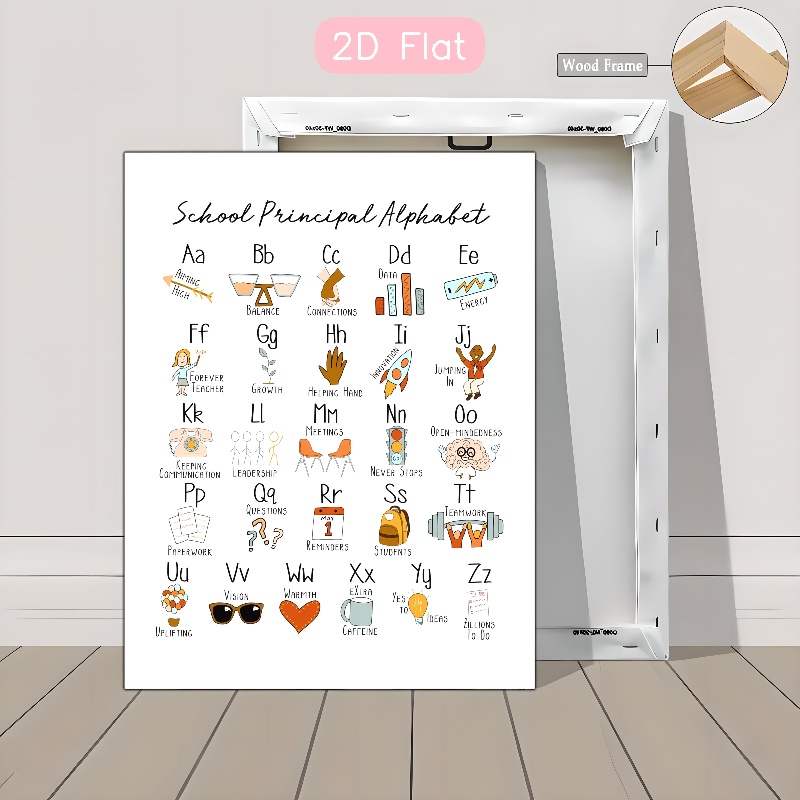 2D Flat
Wood Frame
School Principal Alphabet
Aa Bb Cc Dd Ee
Aiming
High
Balance
Connections
Data
Energy
Ff Gg Hh Ii Jj
Forever
Teacher
Growth
Helping Hand
Innovation
Jumping
In
Kk Ll Mm Nn Oo
Keeping
Communication
Leadership
Meetings
Never Stops
Open-mindedness
Pp Qq Rr Ss Tt
Paperwork
Questions
May
1
Reminders
Students
Teamwork
Uu Vv Ww Xx Yy Zz
Uplifting
Vision
Warmth
eXtra
Caffeine
Yes
to
Ideas
Zillions
To Do